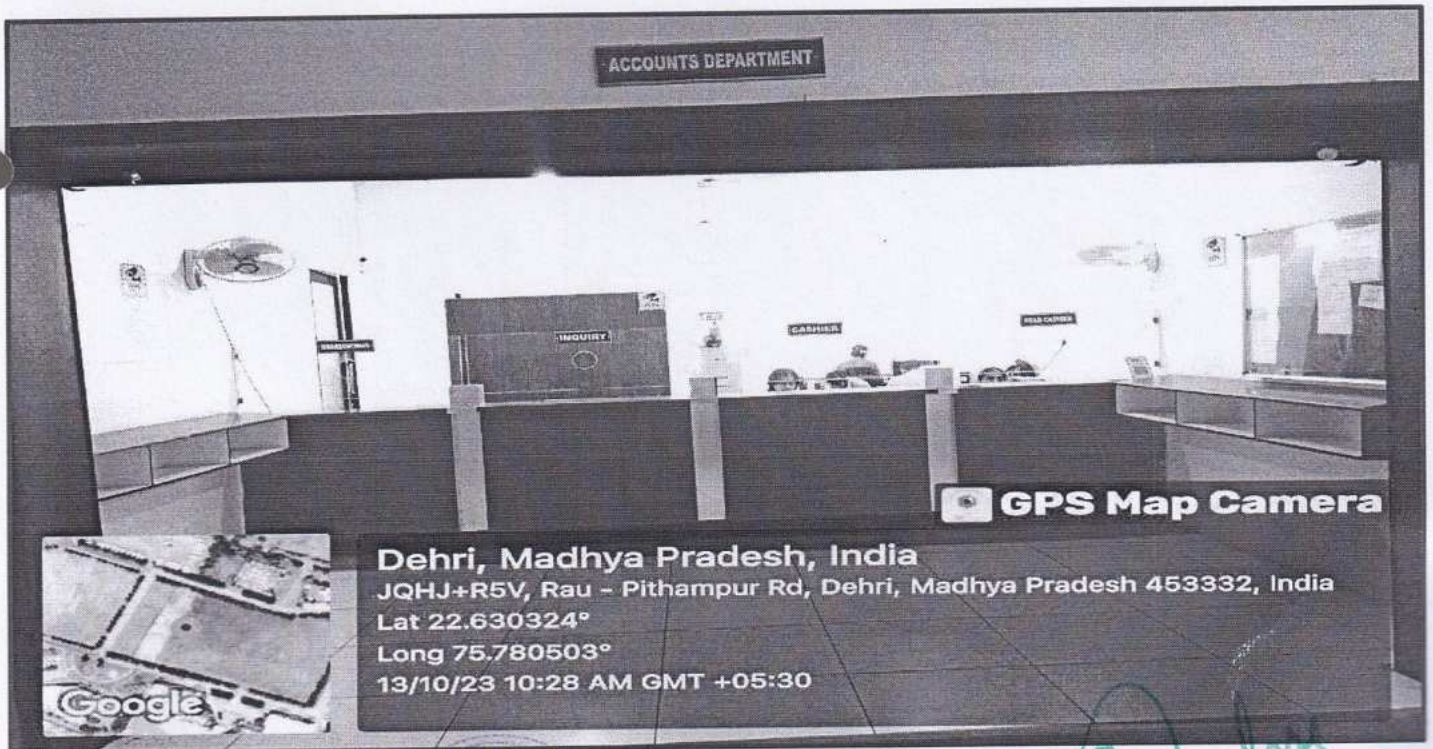 ACCOUNTS DEPARTMENT
INQUIRY
CASHIER
HEAD CASHIER
GPS Map Camera
Dehri, Madhya Pradesh, India
JQHJ+R5V, Rau - Pithampur Rd, Dehri, Madhya Pradesh 453332, India
Lat 22.630324°
Long 75.780503°
13/10/23 10:28 AM GMT +05:30
Google